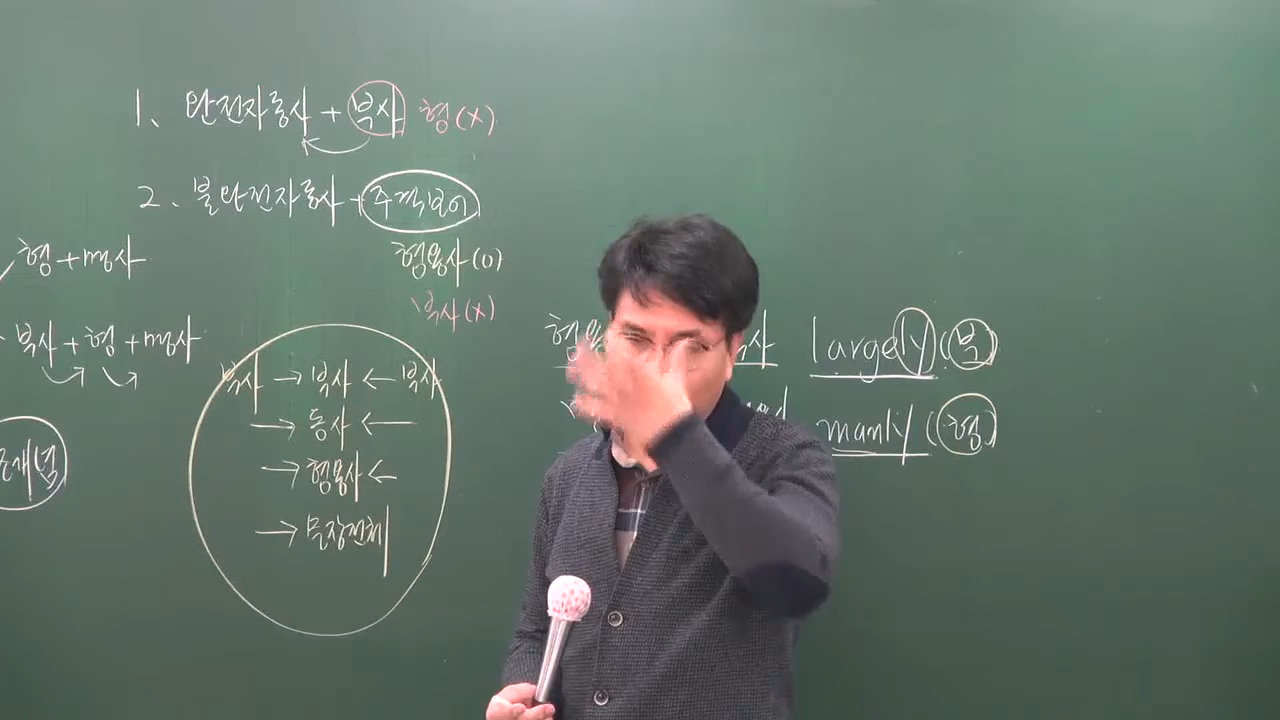 1、 완전자동사 + 부사 형(X)
2、 불완전자동사 + 주격보어
형용사(O)
부사(X)
형 + 명사
부사 + 형 + 명사
부사 → 부사 ← 부사
→ 동사 ←
→ 형용사 ←
→ 문장전체
largely (부)
manly (형)